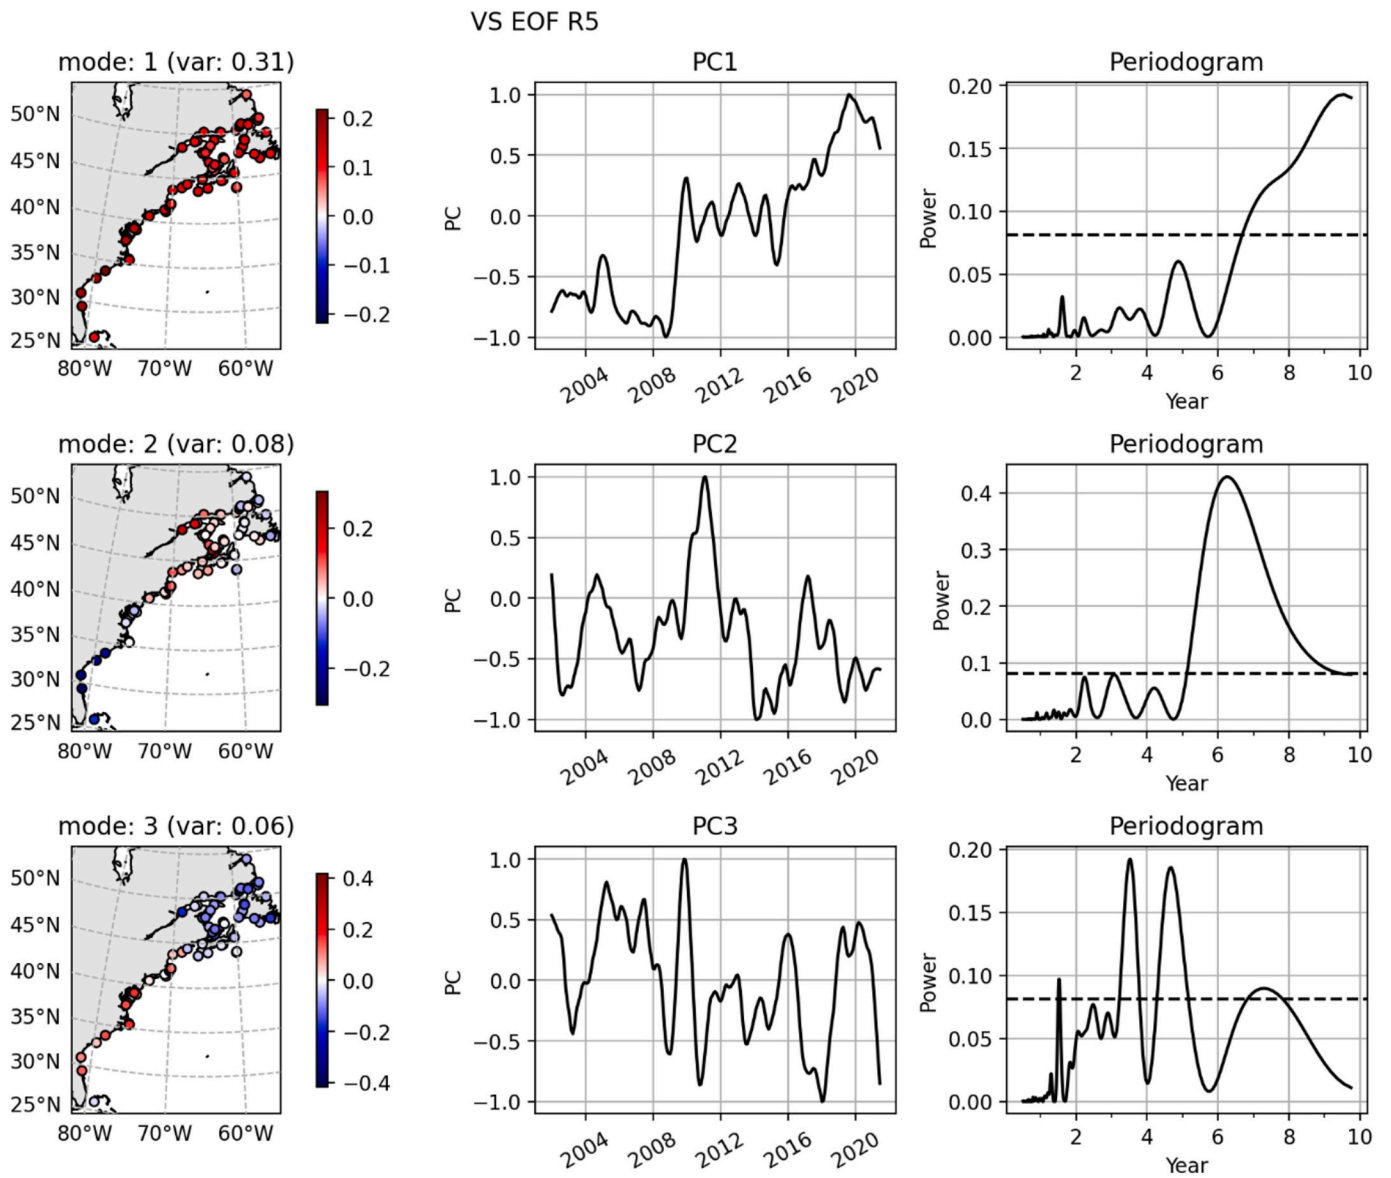 VS EOF R5
mode: 1 (var: 0.31)
50°N
45°N
40°N
35°N
30°N
25°N
80°W 70°W 60°W
0.2
0.1
0.0
−0.1
−0.2
PC1
1.0
0.5
0.0
−0.5
−1.0
PC
2004 2008 2012 2016 2020
Periodogram
0.20
0.15
0.10
0.05
0.00
Power
2 4 6 8 10
Year
mode: 2 (var: 0.08)
50°N
45°N
40°N
35°N
30°N
25°N
80°W 70°W 60°W
0.2
0.0
−0.2
PC2
1.0
0.5
0.0
−0.5
−1.0
PC
2004 2008 2012 2016 2020
Periodogram
0.4
0.3
0.2
0.1
0.0
Power
2 4 6 8 10
Year
mode: 3 (var: 0.06)
50°N
45°N
40°N
35°N
30°N
25°N
80°W 70°W 60°W
0.4
0.2
0.0
−0.2
−0.4
PC3
1.0
0.5
0.0
−0.5
−1.0
PC
2004 2008 2012 2016 2020
Periodogram
0.20
0.15
0.10
0.05
0.00
Power
2 4 6 8 10
Year